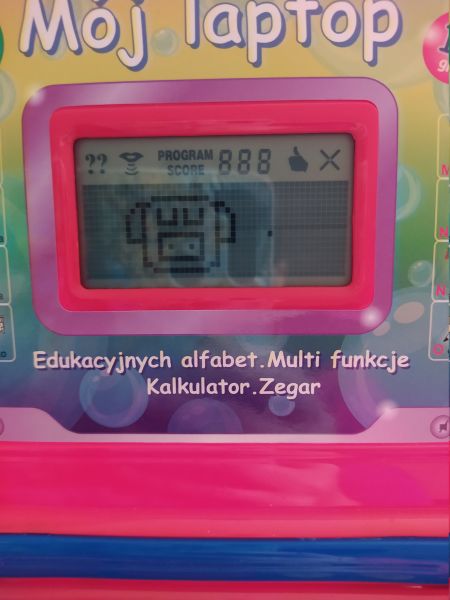 Mój laptop
?? PROGRAM SCORE 888
Edukacyjnych alfabet.Multi funkcje
Kalkulator.Zegar